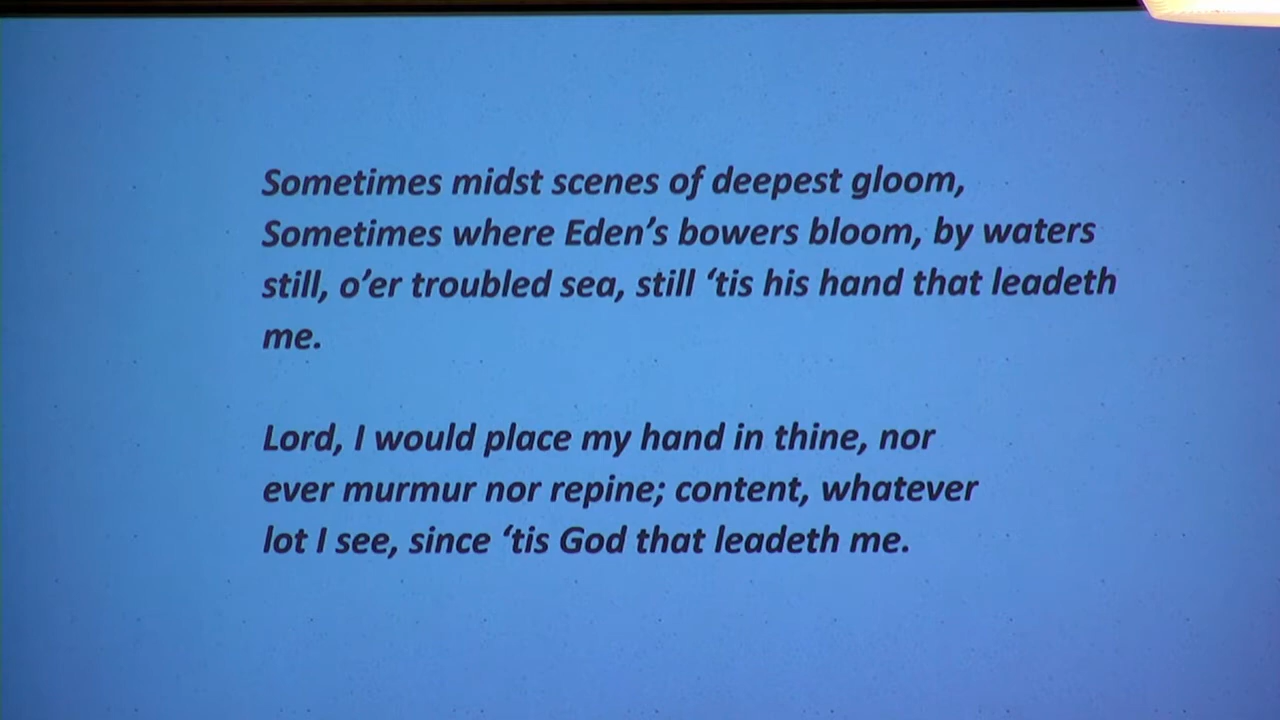 Sometimes midst scenes of deepest gloom,
Sometimes where Eden’s bowers bloom, by waters
still, o’er troubled sea, still ‘tis his hand that leadeth
me.
Lord, I would place my hand in thine, nor
ever murmur nor repine; content, whatever
lot I see, since ‘tis God that leadeth me.